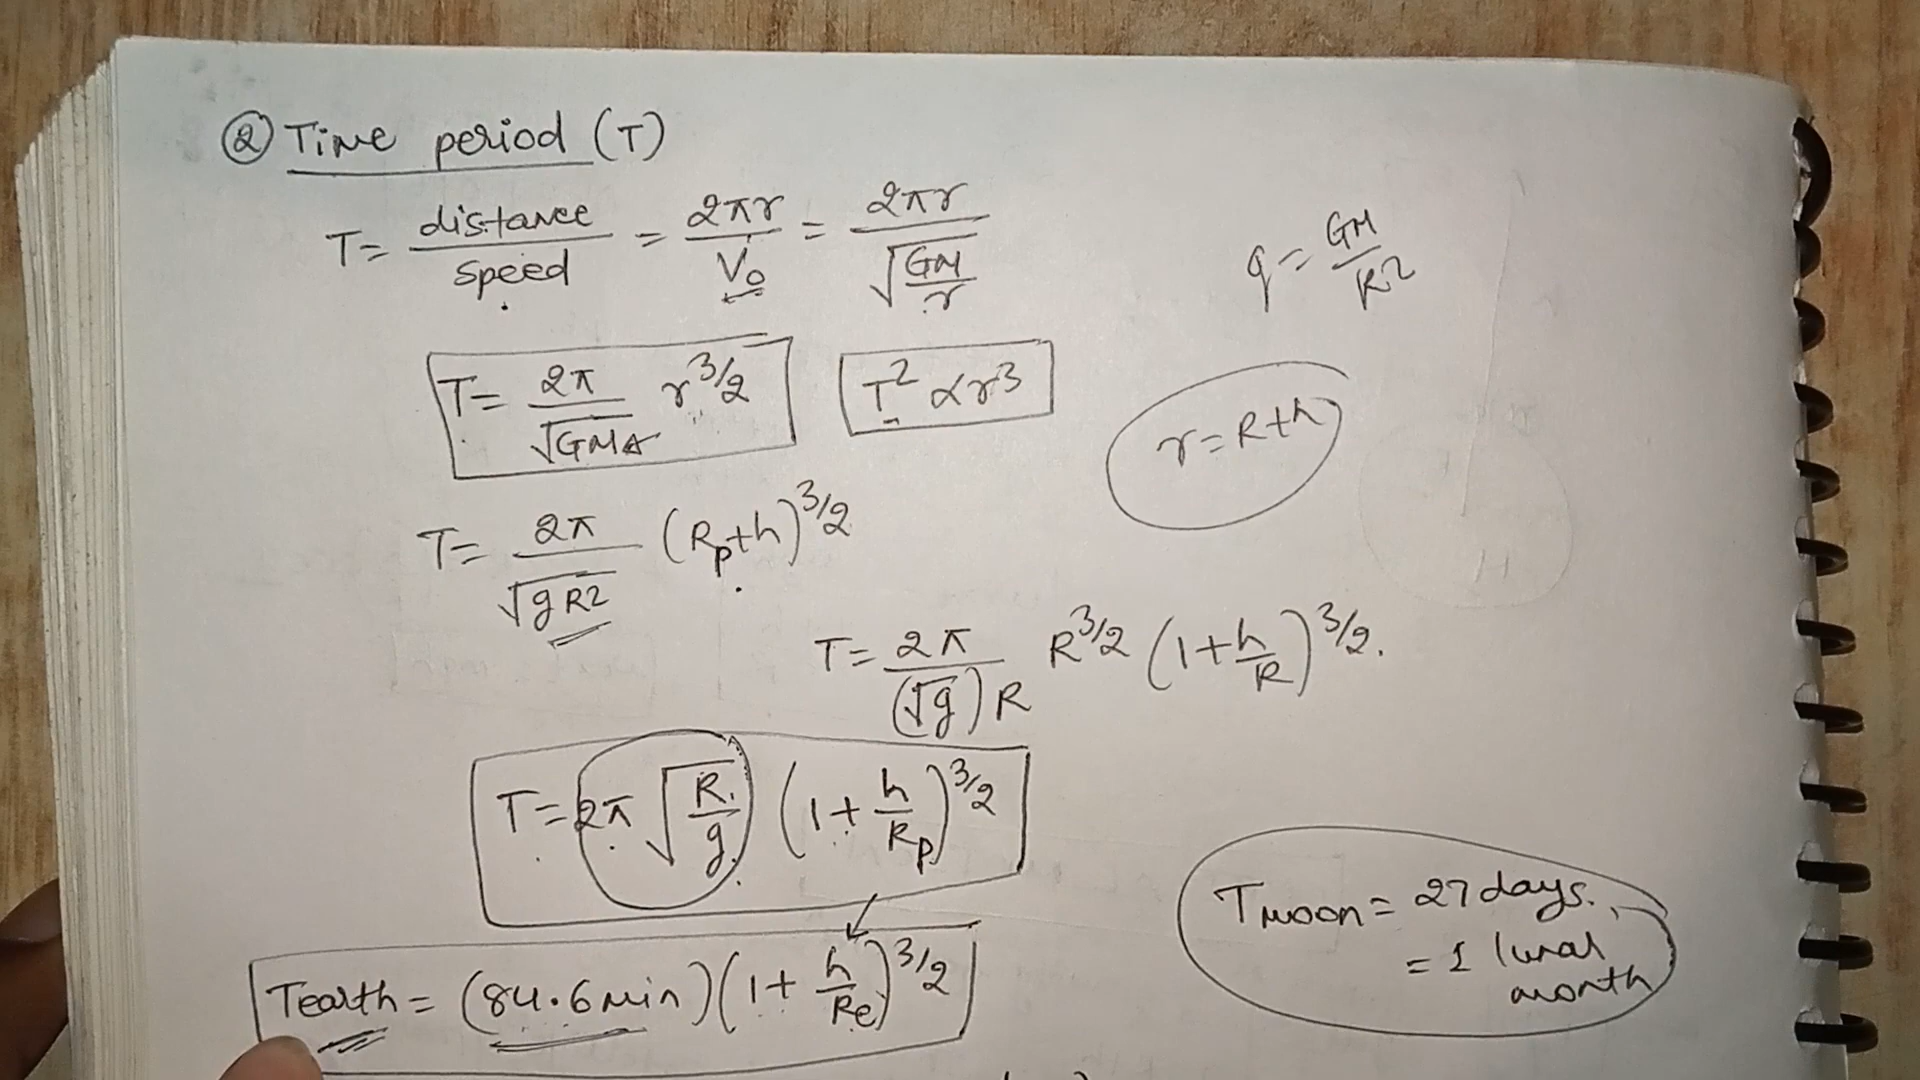 ② Time period (T)
T = distance/speed = 2πr/V₀ = 2πr/√(GM/r)
g = GM/R²
T = 2π/√GM r^3/2
T² ∝ r³
r = R+h
T = 2π/√(gR²) (Rp+h)^3/2
T = 2π/(√g)R R^3/2 (1+h/R)^3/2.
T = 2π √(R/g) (1+h/Rp)^3/2
Tmoon = 27 days.
= 1 lunar
month
Tearth = (84.6 min)(1+h/Re)^3/2